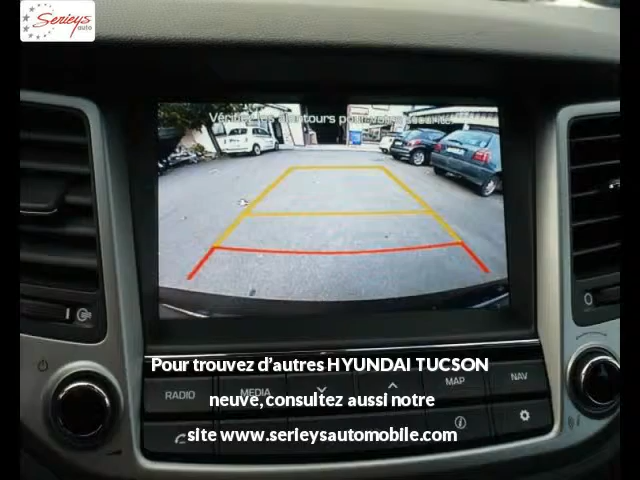 Serieys
auto
Vérifiez les alentours pour votre sécurité
Pour trouvez d'autres HYUNDAI TUCSON
RADIO
MEDIA
MAP
NAV
neuve, consultez aussi notre
site www.serieysautomobile.com